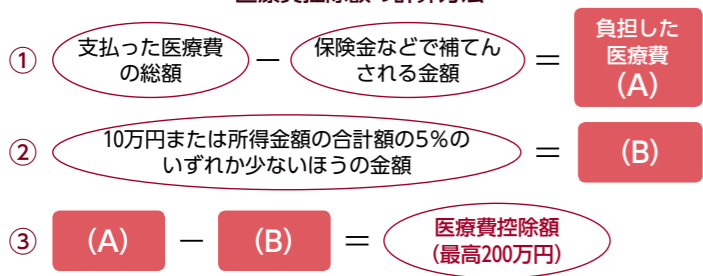 ① 支払った医療費 − 保険金などで補てん = 負担した
の総額 される金額 医療費
(A)
② 10万円または所得金額の合計額の5%の = (B)
いずれか少ないほうの金額
③ (A) − (B) = 医療費控除額
(最高200万円)